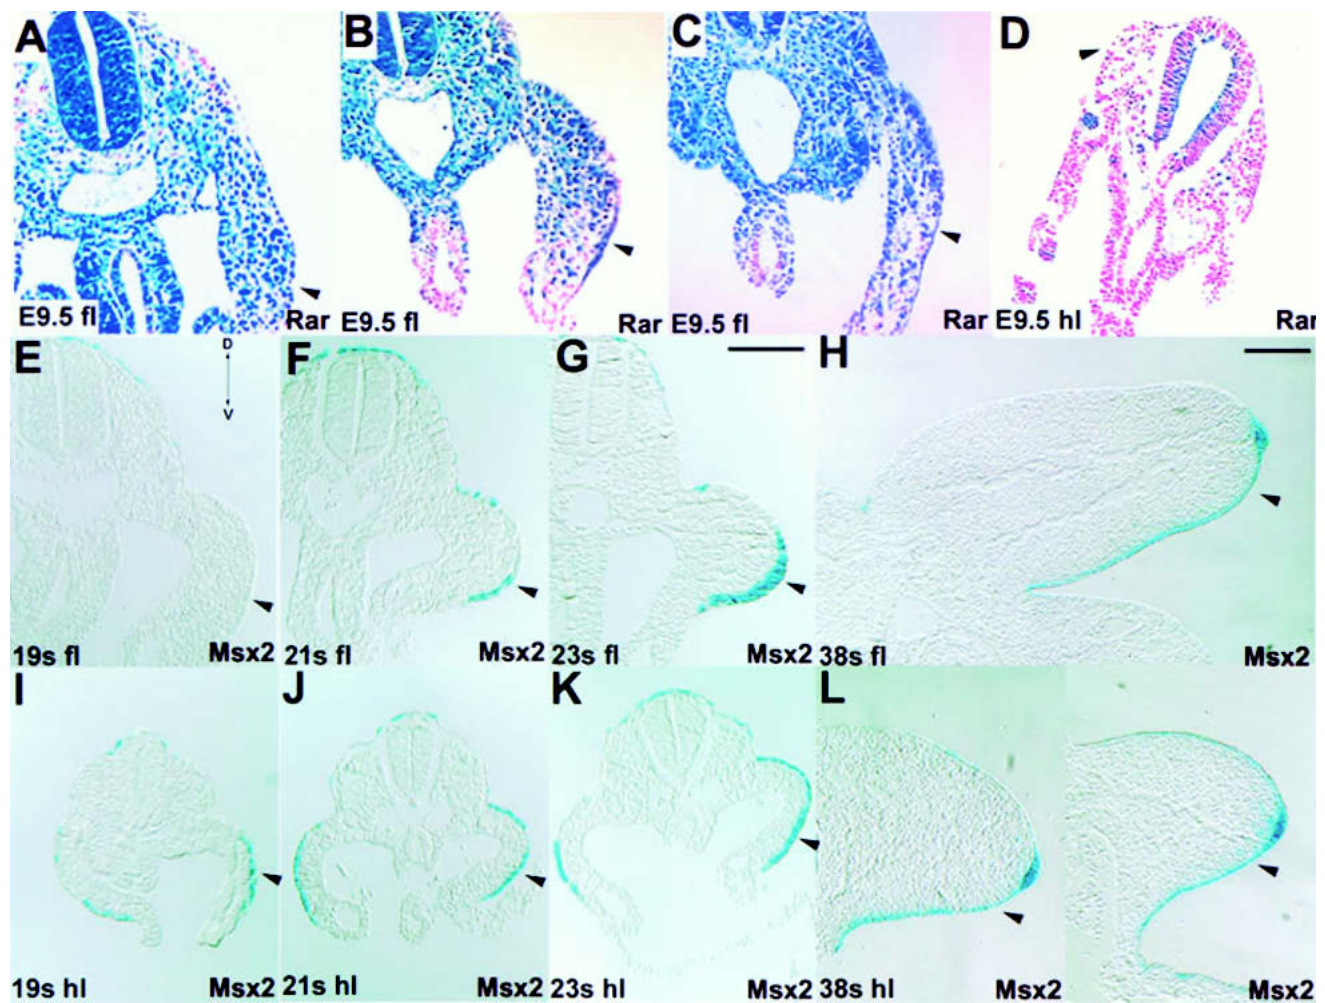 A
E9.5 fl
Rar
B
E9.5 fl
Rar
C
E9.5 fl
Rar
D
E9.5 hl
Rar
E
D
V
19s fl
Msx2
F
21s fl
Msx2
G
23s fl
Msx2
H
38s fl
Msx2
I
19s hl
Msx2
J
21s hl
Msx2
K
23s hl
Msx2
L
38s hl
Msx2
Msx2